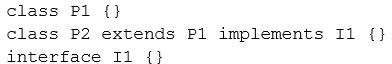 class P1 {}
class P2 extends P1 implements I1 {}
interface I1 {}